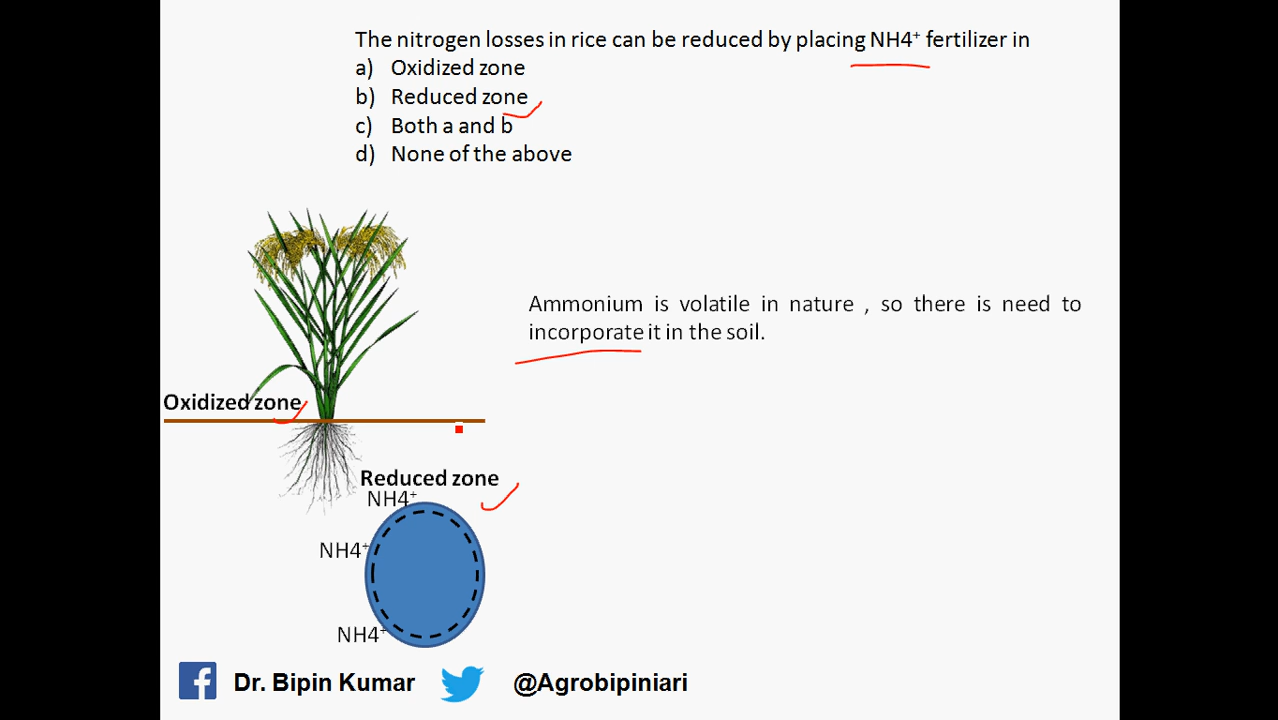 The nitrogen losses in rice can be reduced by placing NH4⁺ fertilizer in
a) Oxidized zone
b) Reduced zone
c) Both a and b
d) None of the above
Ammonium is volatile in nature , so there is need to
incorporate it in the soil.
Oxidized zone
Reduced zone
NH4⁺
NH4⁺
NH4⁺
Dr. Bipin Kumar
@Agrobipiniari